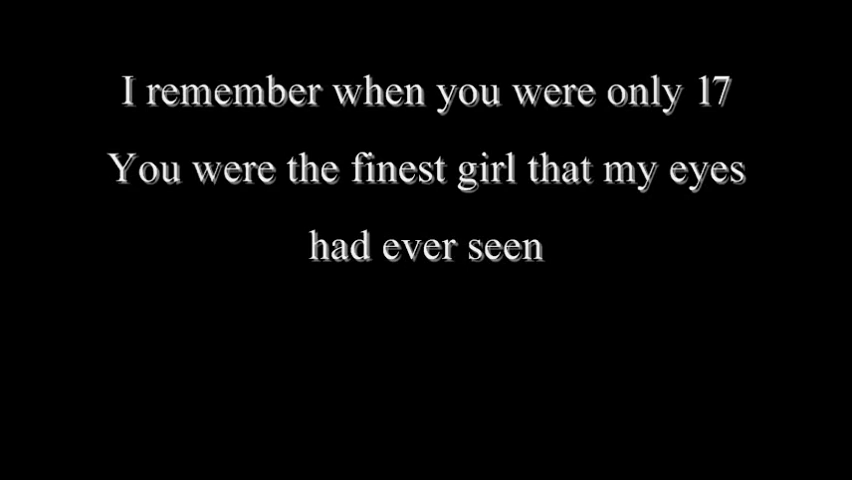 I remember when you were only 17
You were the finest girl that my eyes
had ever seen